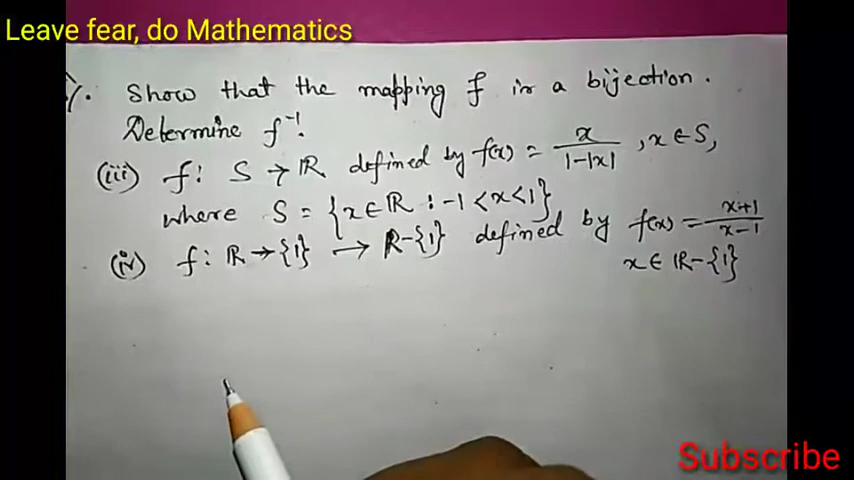 Leave fear, do Mathematics
Show that the mapping f is a bijection.
Determine f⁻¹.
(iii) f: S → R defined by f(x) = x/(1-|x|), x ∈ S,
where S = {x ∈ R : -1 < x < 1}
(iv) f: R → {1} → R-{1} defined by f(x) = (x+1)/(x-1)
x ∈ R-{1}
Subscribe